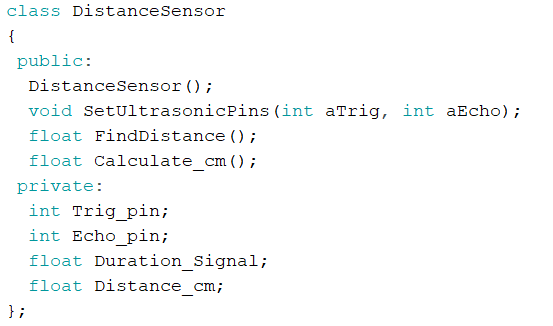 class DistanceSensor
{
public:
DistanceSensor();
void SetUltrasonicPins(int aTrig, int aEcho);
float FindDistance();
float Calculate_cm();
private:
int Trig_pin;
int Echo_pin;
float Duration_Signal;
float Distance_cm;
};